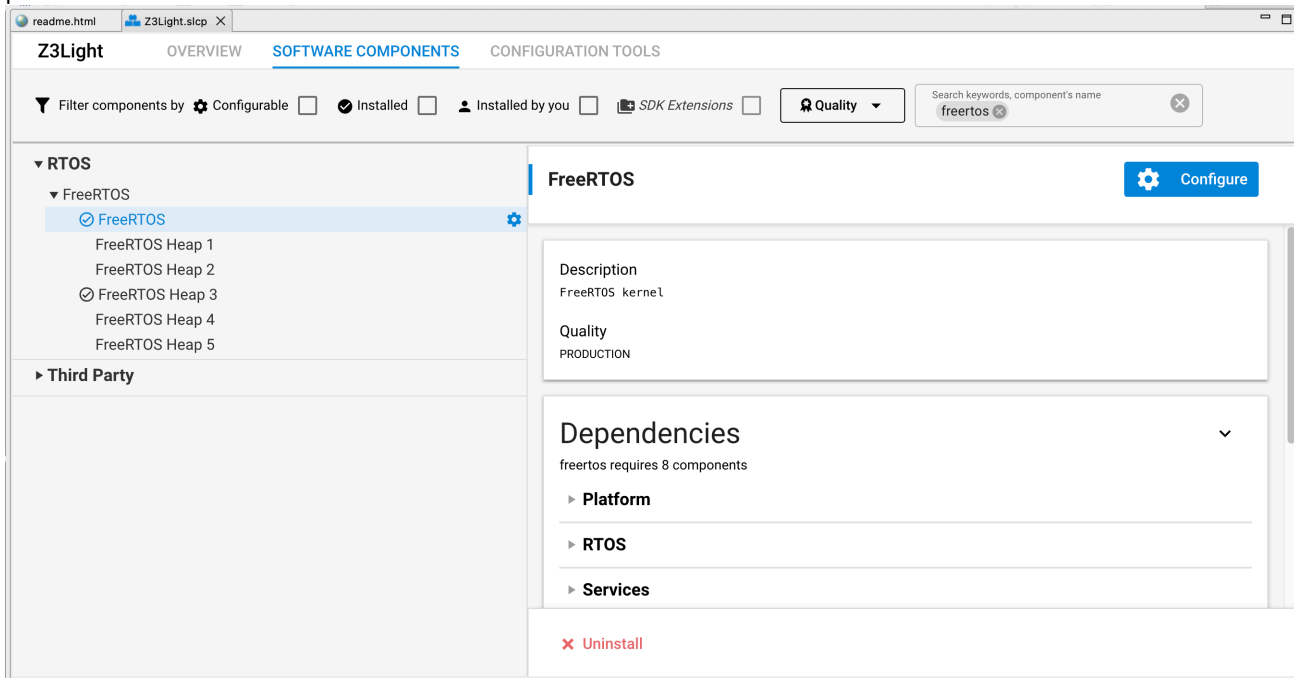 readme.html
Z3Light.slcp
Z3Light OVERVIEW SOFTWARE COMPONENTS CONFIGURATION TOOLS
Filter components by Configurable Installed Installed by you SDK Extensions Quality
Search keywords, component's name
freertos
RTOS
FreeRTOS
FreeRTOS
FreeRTOS Heap 1
FreeRTOS Heap 2
FreeRTOS Heap 3
FreeRTOS Heap 4
FreeRTOS Heap 5
Third Party
FreeRTOS
Configure
Description
FreeRTOS kernel
Quality
PRODUCTION
Dependencies
freertos requires 8 components
Platform
RTOS
Services
Uninstall